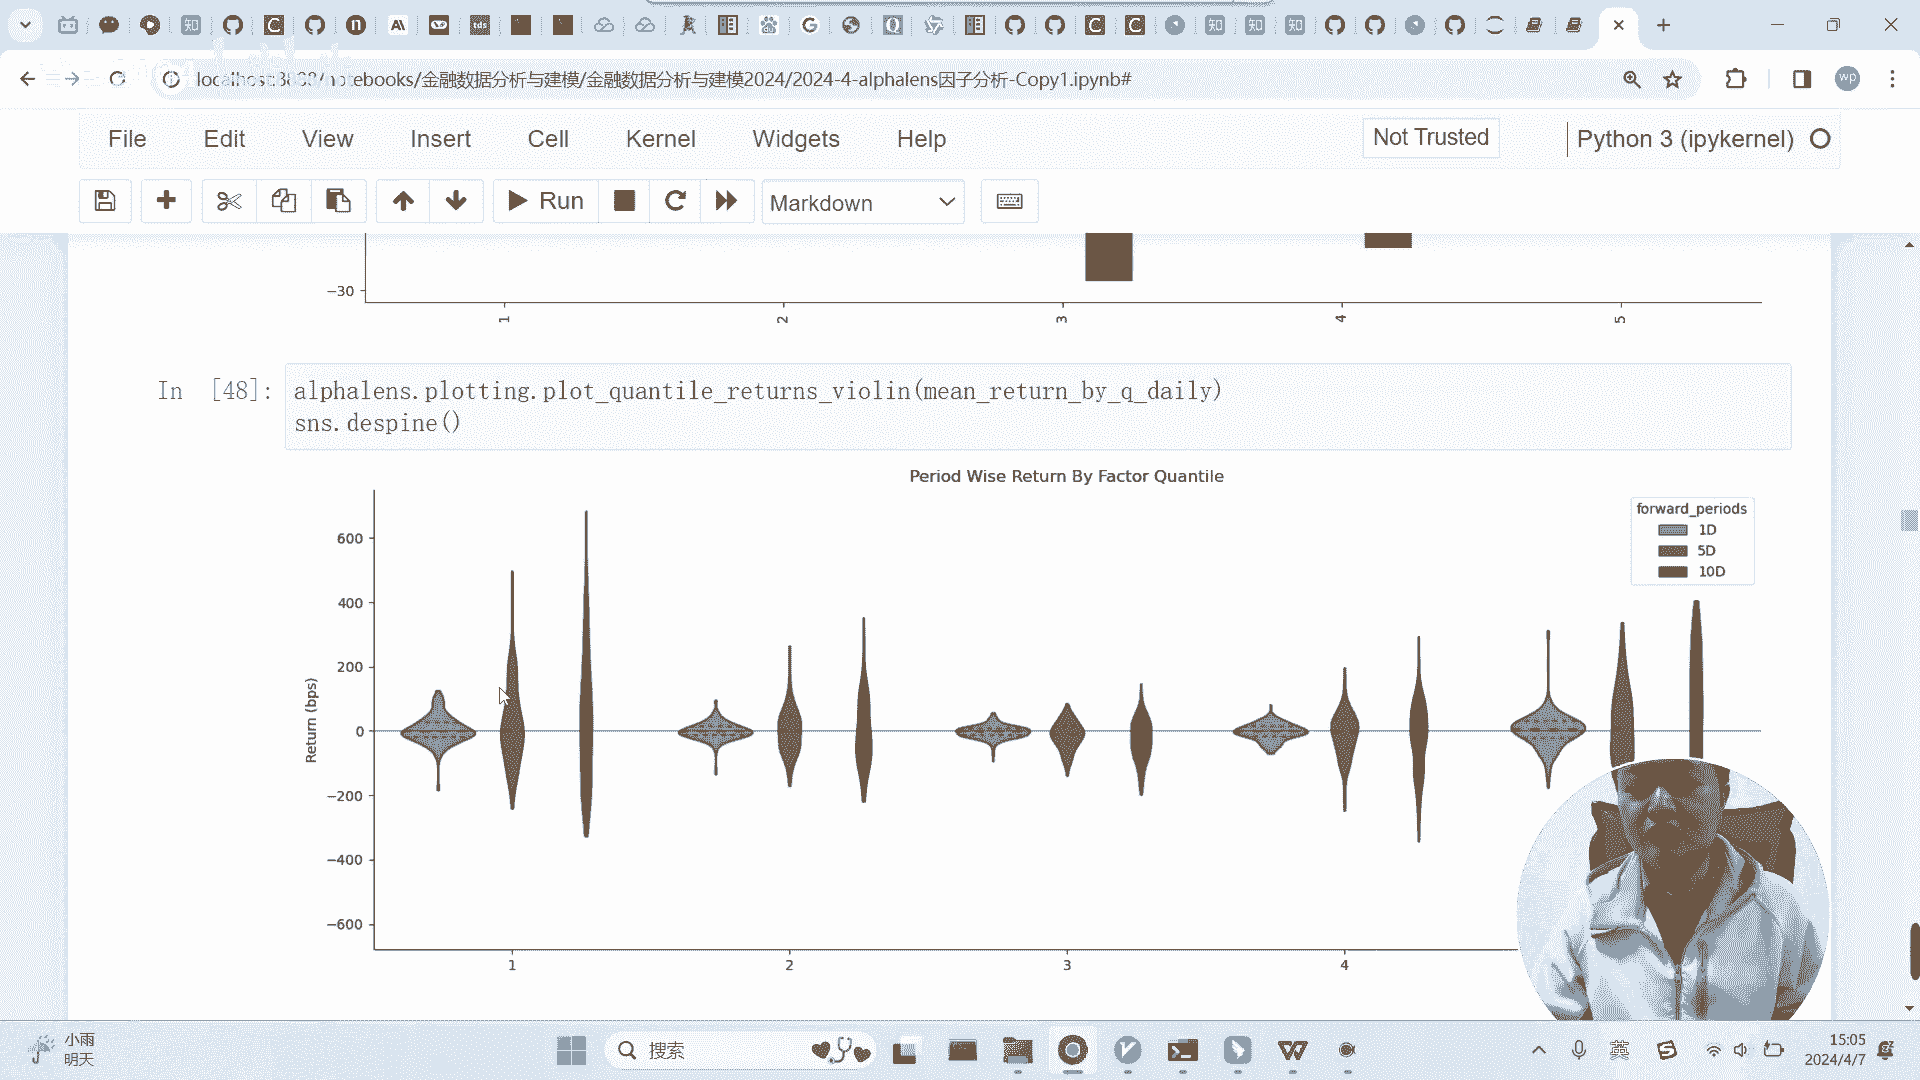 localhost:8888/notebooks/金融数据分析与建模/金融数据分析与建模2024/2024-4-alphalens因子分析-Copy1.ipynb#
wp
File Edit View Insert Cell Kernel Widgets Help
Not Trusted
Python 3 (ipykernel)
Run
Markdown
−30
1 2 3 4 5
In [48]:
alphalens.plotting.plot_quantile_returns_violin(mean_return_by_q_daily)
sns.despine()
Period Wise Return By Factor Quantile
forward_periods
1D
5D
10D
Return (bps)
600
400
200
0
−200
−400
−600
1 2 3 4
小雨
明天
搜索
英
15:05
2024/4/7